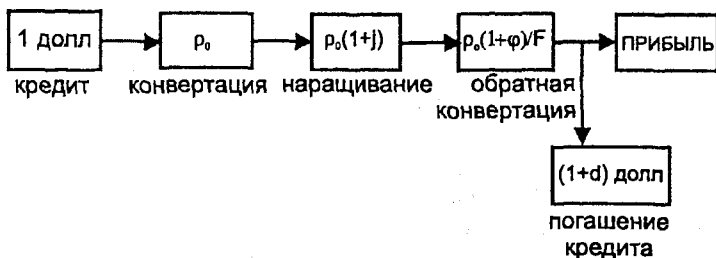 1 долл
кредит
ρ₀
конвертация
ρ₀(1+j)
наращивание
ρ₀(1+φ)/F
обратная
конвертация
ПРИБЫЛЬ
(1+d) долл
погашение
кредита